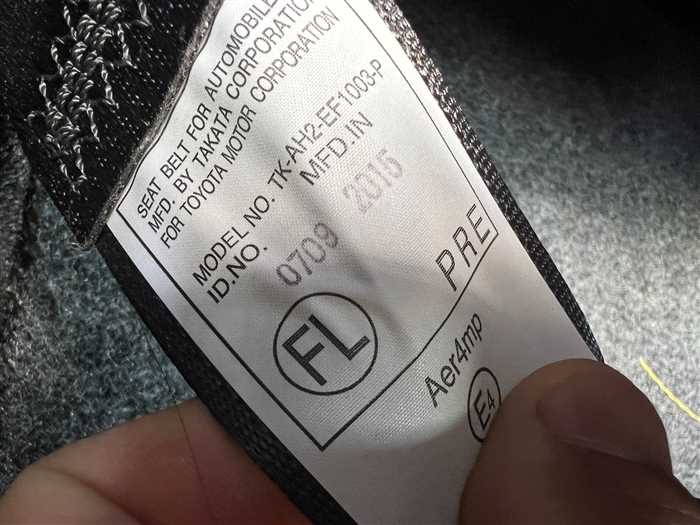 SEAT BELT FOR AUTOMOBILE
MFD. BY TAKATA CORPORATION
FOR TOYOTA MOTOR CORPORATION
MODEL NO. TK-AH2-EF1003-P
ID.NO. MFD.IN
0709 2016
FL PRE
Aer4mp
E4